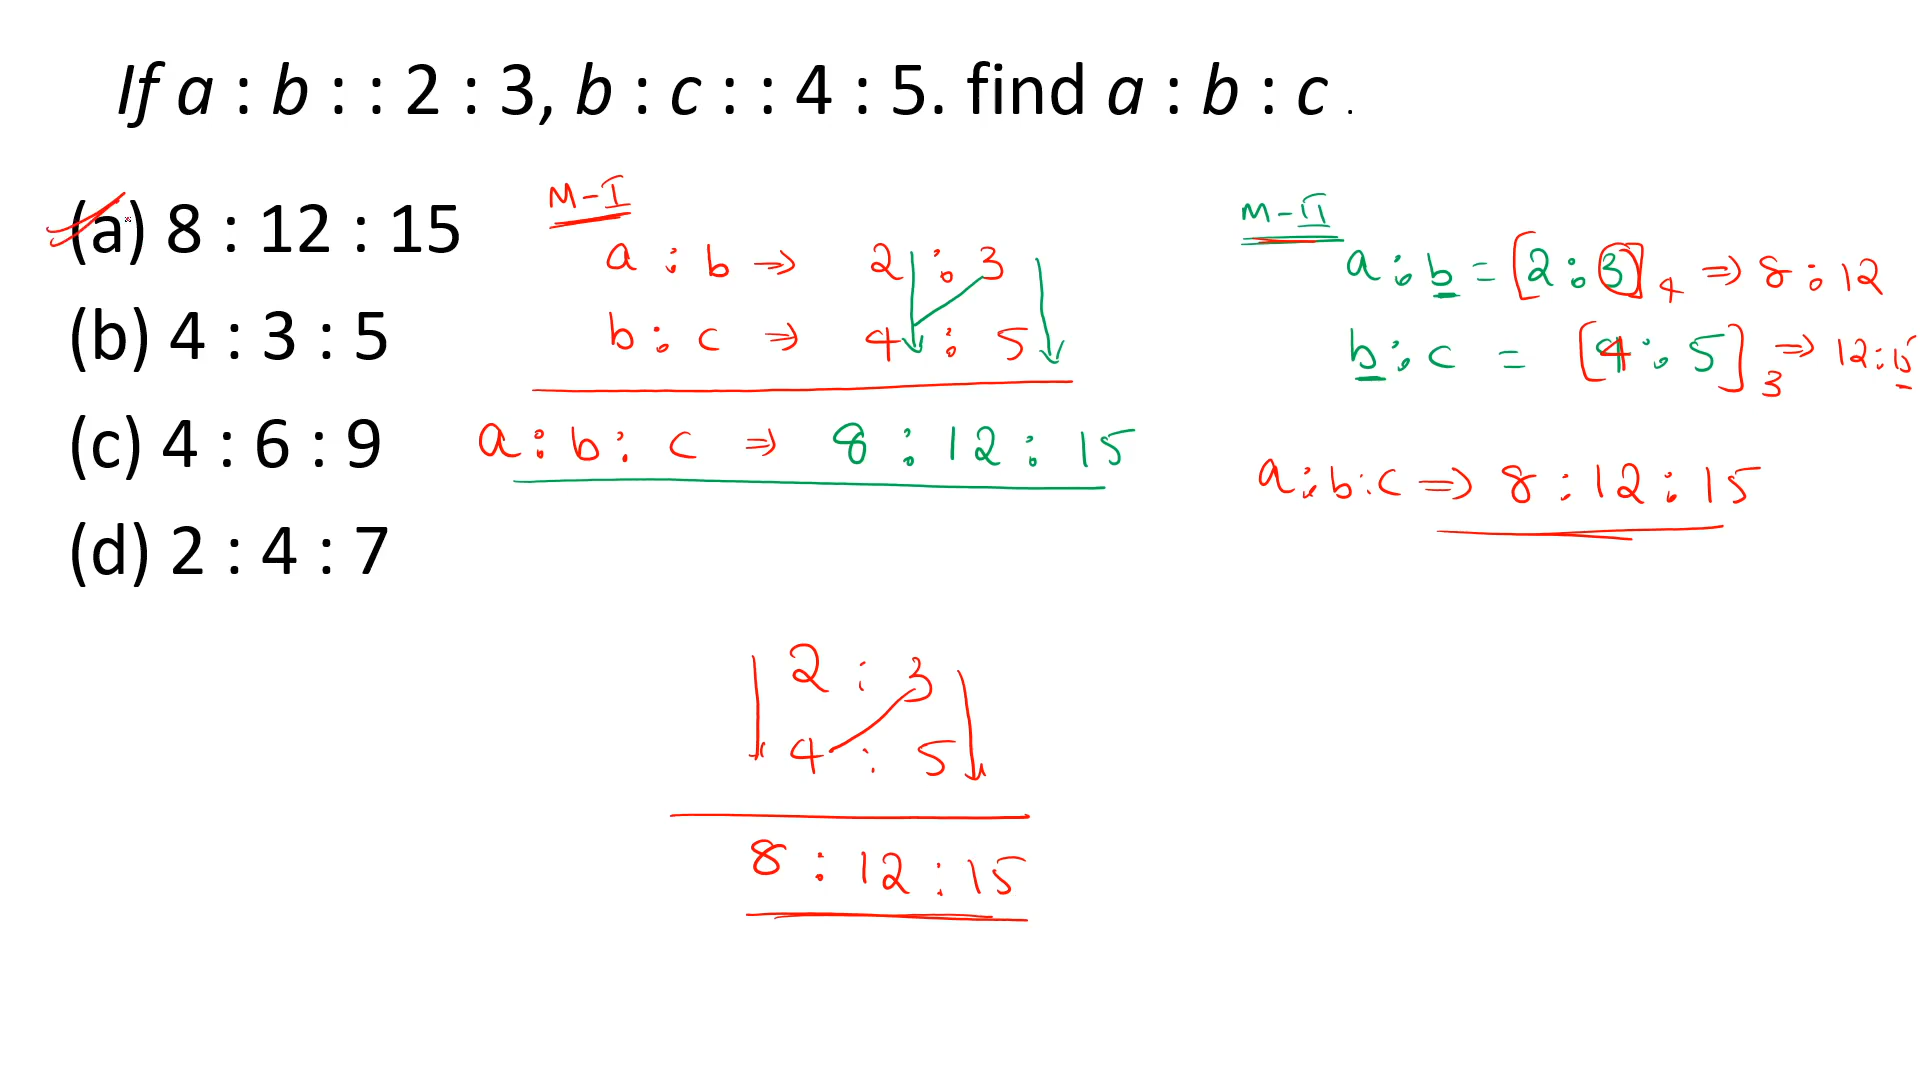 If a : b : : 2 : 3, b : c : : 4 : 5. find a : b : c .
(a) 8 : 12 : 15
(b) 4 : 3 : 5
(c) 4 : 6 : 9
(d) 2 : 4 : 7
M-I
a : b ⇒ 2 : 3
b : c ⇒ 4 : 5
a : b : c ⇒ 8 : 12 : 15
M-II
a : b = [2 : 3]4 ⇒ 8 : 12
b : c = [4 : 5]3 ⇒ 12 : 15
a : b : c ⇒ 8 : 12 : 15
2 : 3
4 : 5
8 : 12 : 15